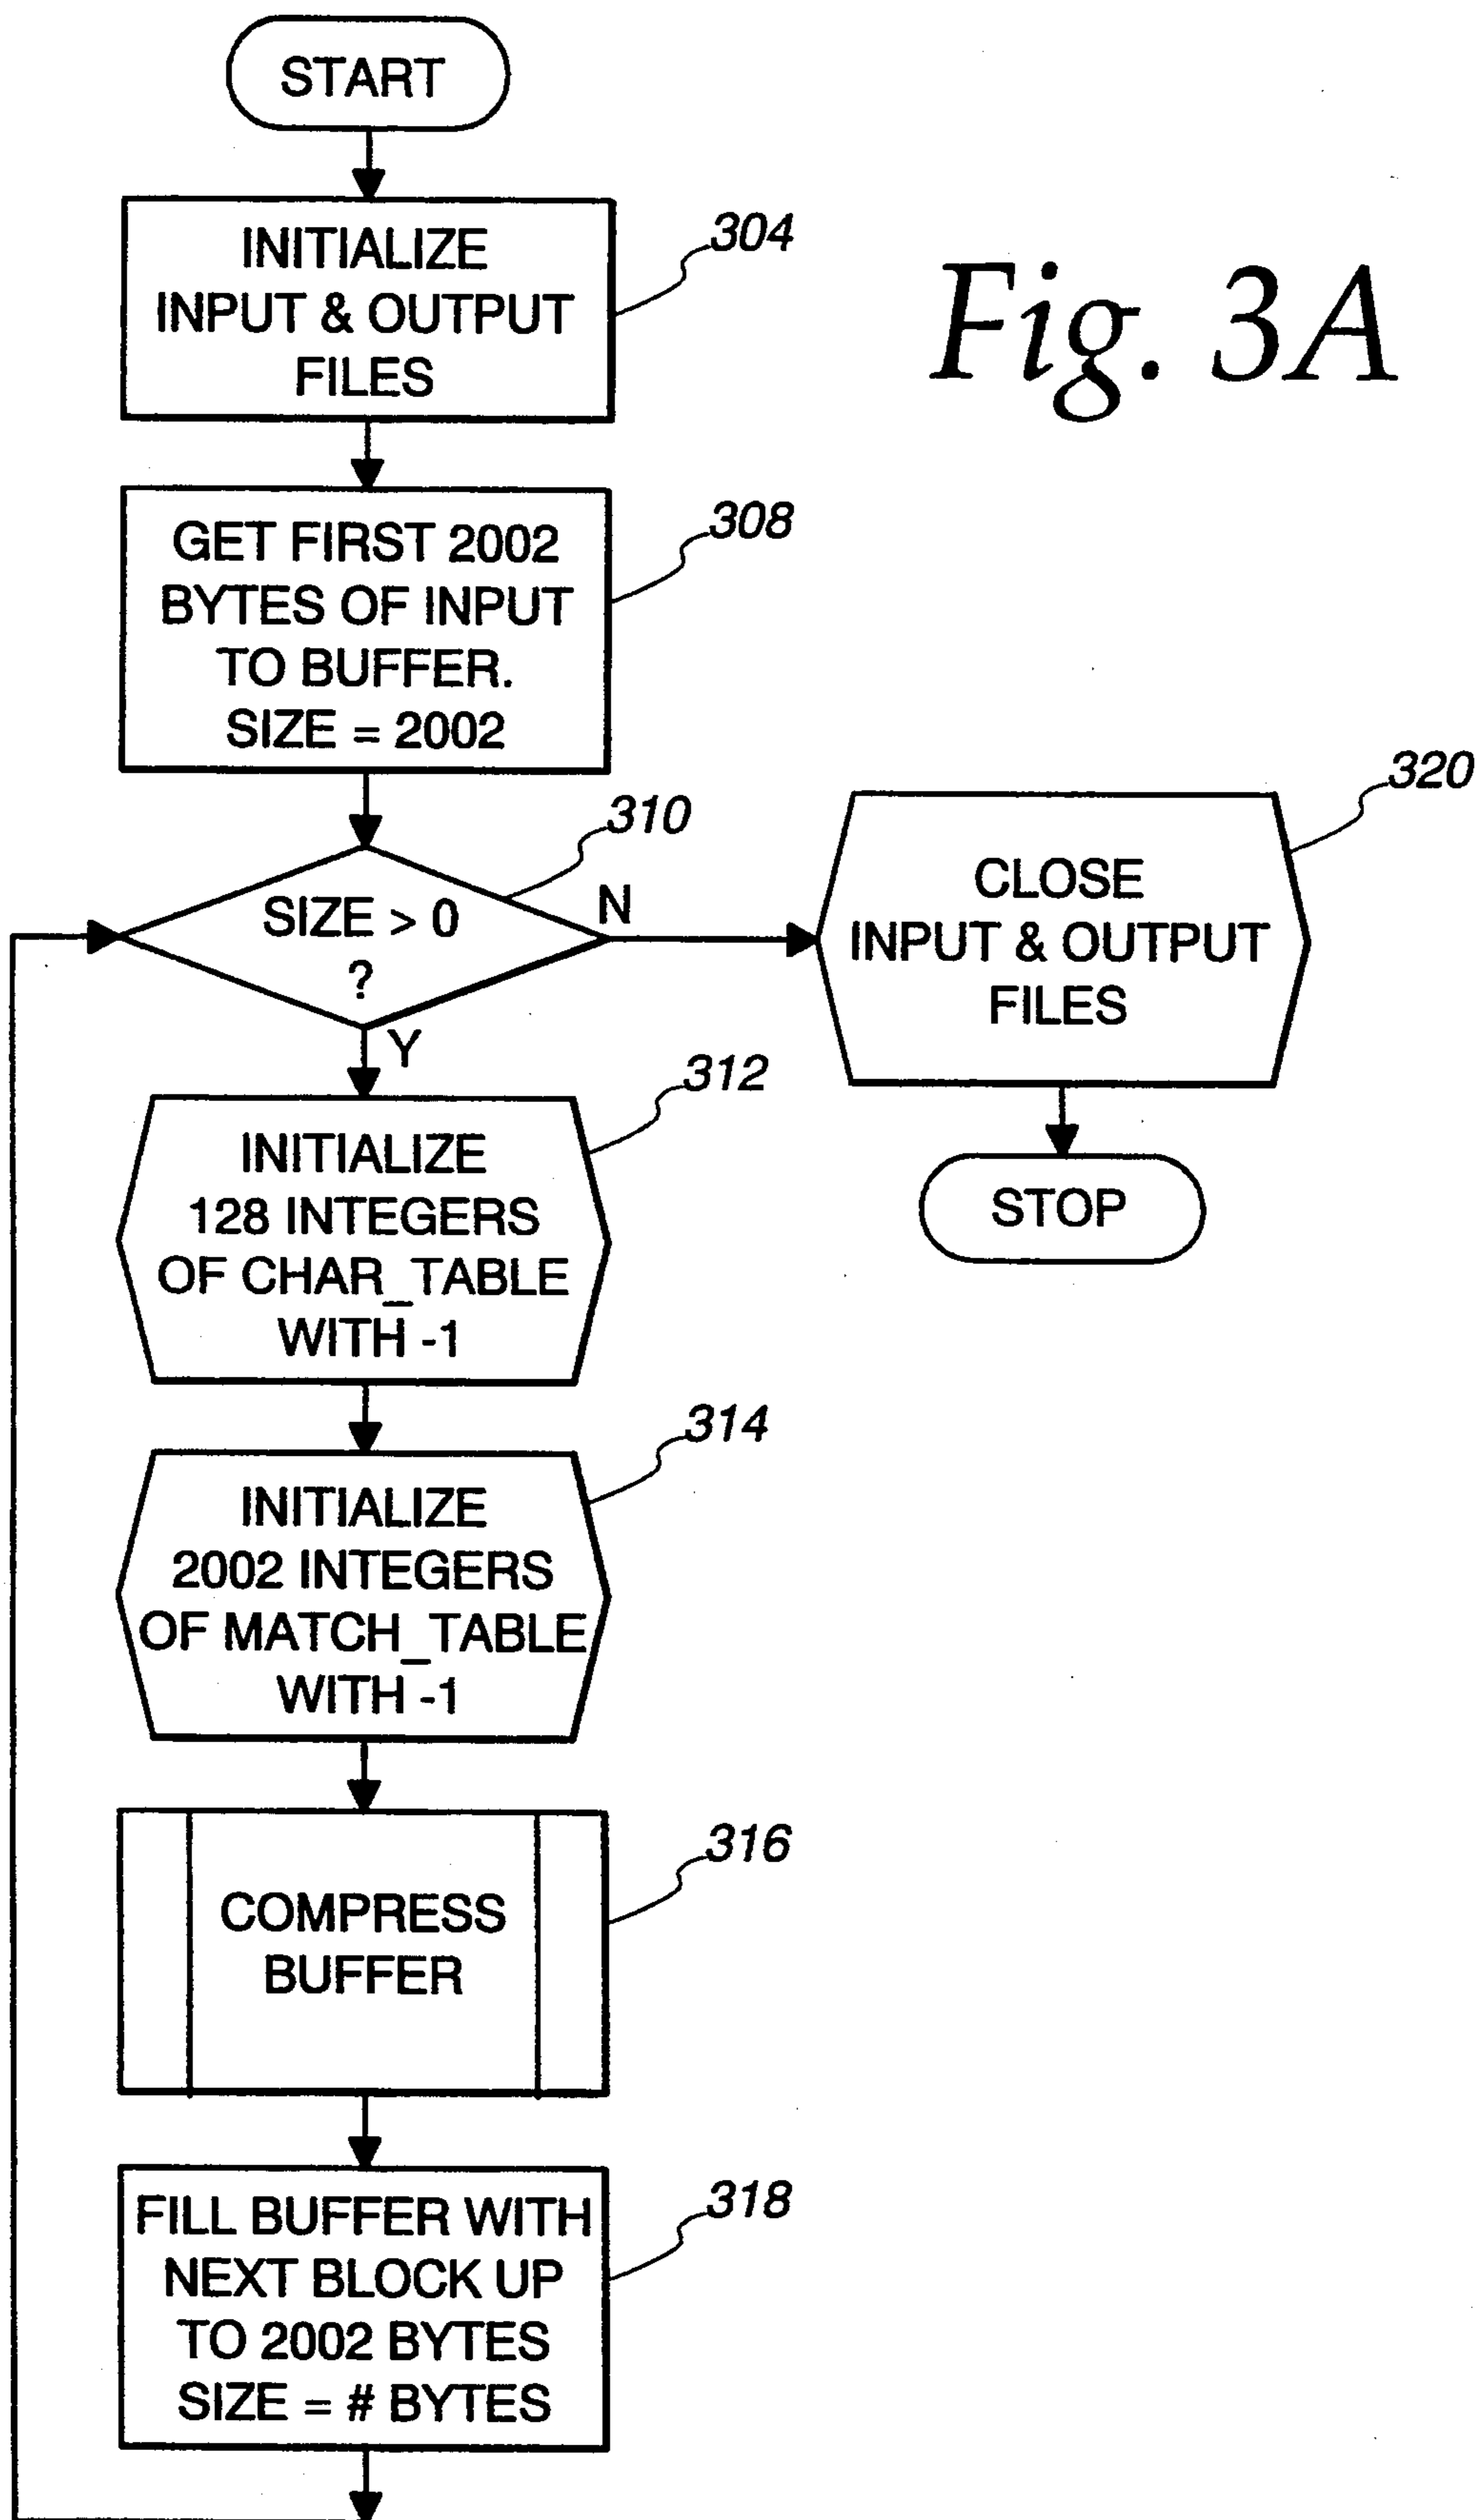 START
INITIALIZE
INPUT & OUTPUT
FILES
304
Fig. 3A
GET FIRST 2002
BYTES OF INPUT
TO BUFFER.
SIZE = 2002
308
310
SIZE > 0
?
N
Y
320
CLOSE
INPUT & OUTPUT
FILES
STOP
312
INITIALIZE
128 INTEGERS
OF CHAR_TABLE
WITH -1
314
INITIALIZE
2002 INTEGERS
OF MATCH_TABLE
WITH -1
316
COMPRESS
BUFFER
318
FILL BUFFER WITH
NEXT BLOCK UP
TO 2002 BYTES
SIZE = # BYTES